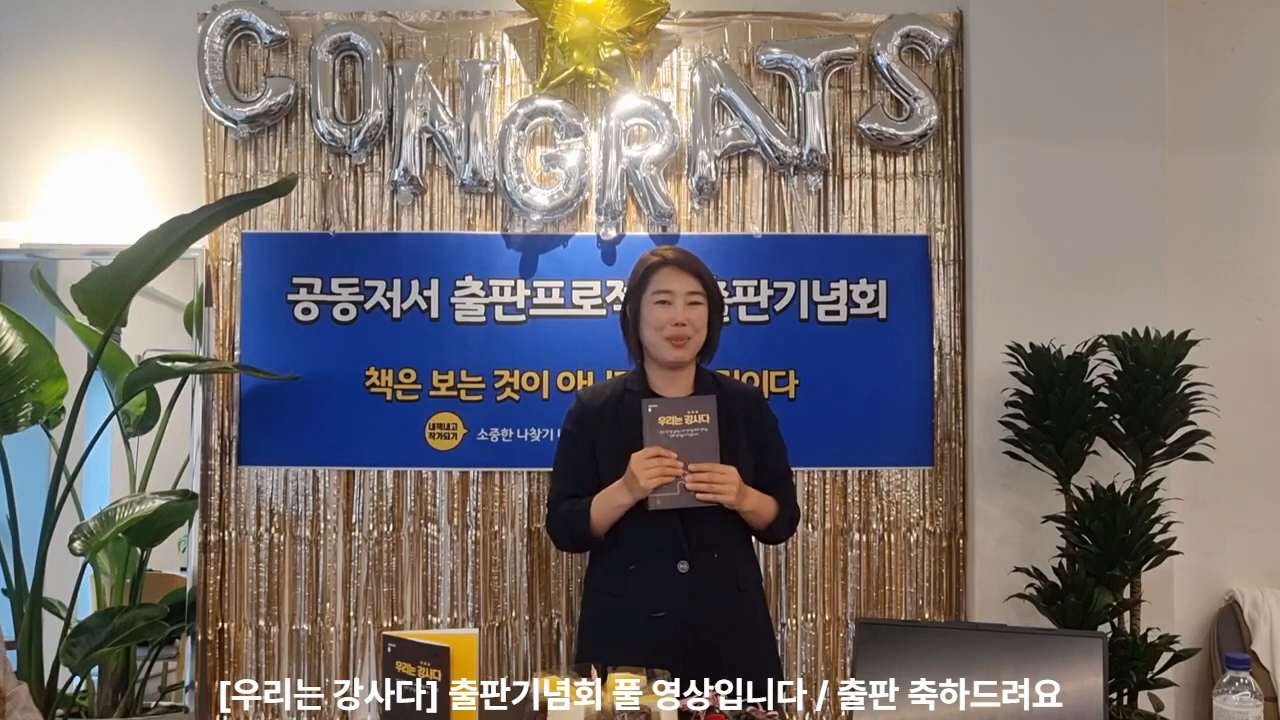 CONGRATS
공동저서 출판프로젝 출판기념회
책은 보는 것이 아니 것이다
내책내고
작가되기
소중한 나찾기
우리는 강사다
우리는 강사다
[우리는 강사다] 출판기념회 풀 영상입니다 / 출판 축하드려요